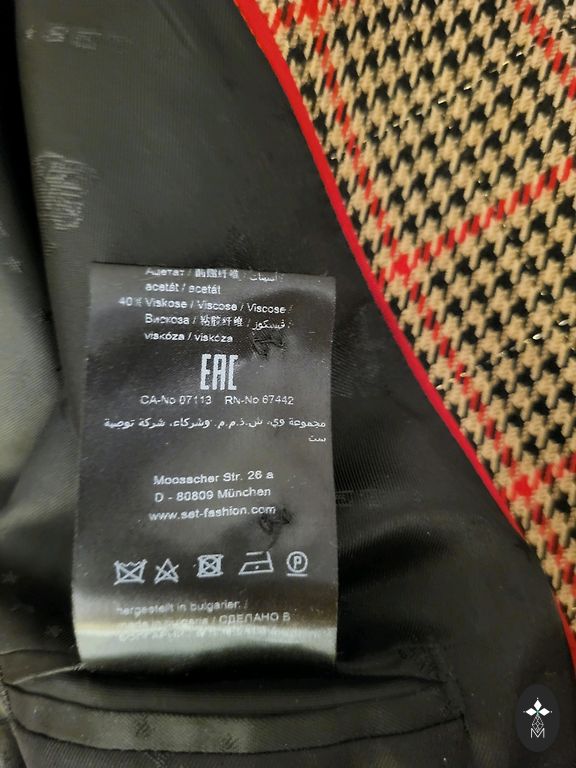 Ацетат / 醋酯纤维 / أسيتات
acetát / acetát
40% Viskose / Viscose / Viscose /
Вискоза / 粘胶纤维 / فيسكوز /
viskóza / viskóza
EAC
CA-No 07113 RN-No 67442
مجموعة وي، ش.ذ.م.م. وشركاء، شركة توصية
ست
Moosacher Str. 26 a
D - 80809 München
www.set-fashion.com
P
hergestellt in bulgarien /
made in bulgaria / СДЕЛАНО В
M